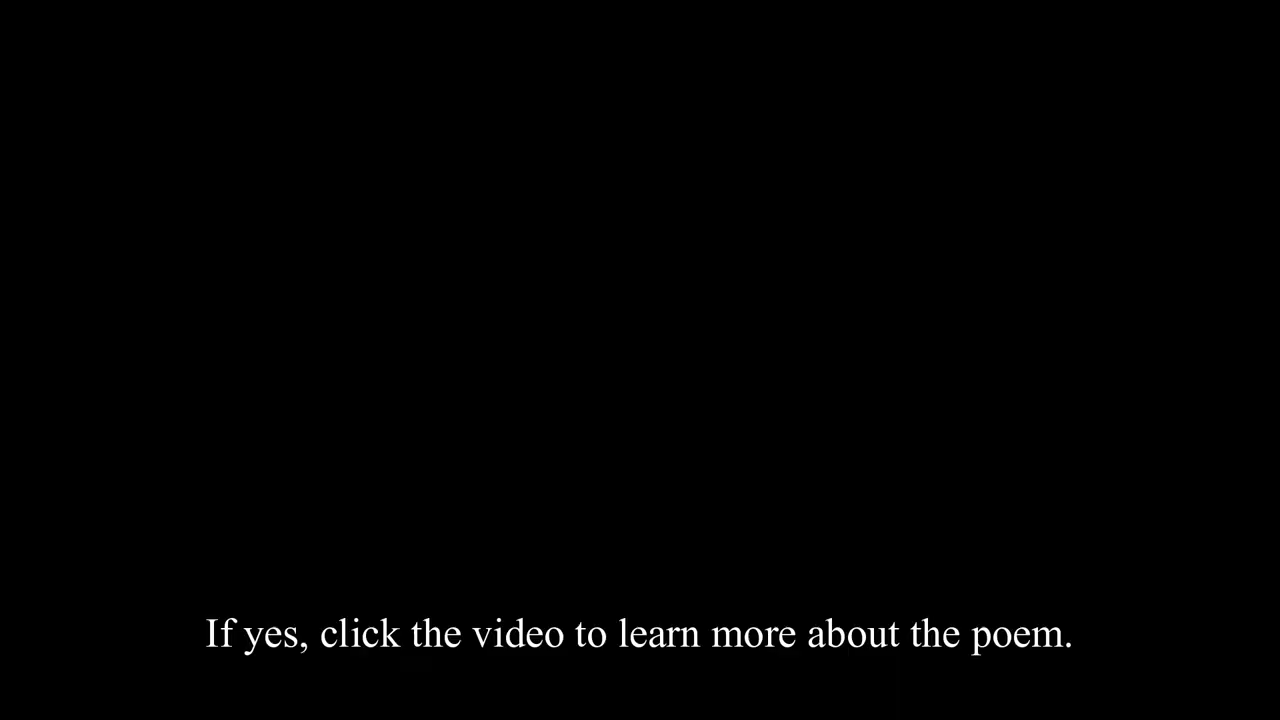 If yes, click the video to learn more about the poem.